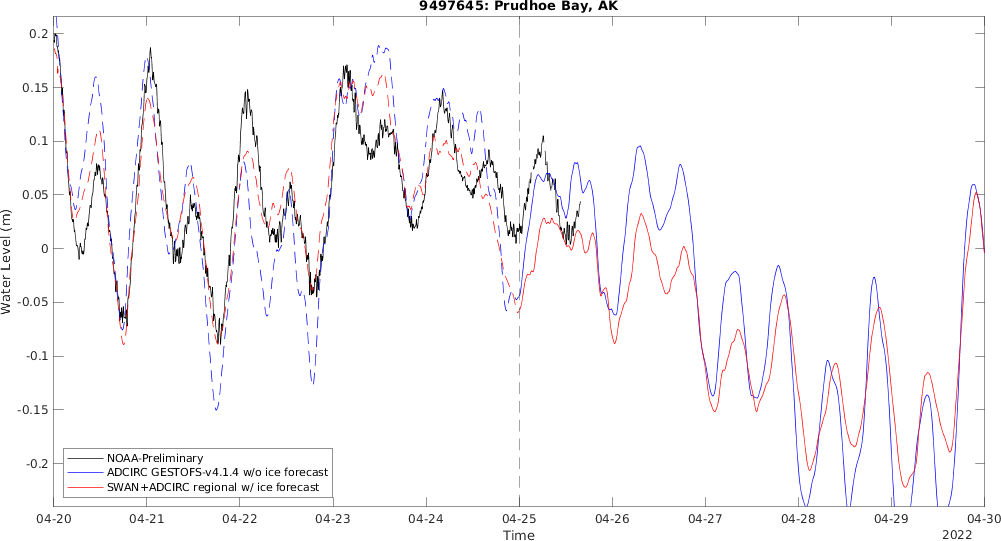 9497645: Prudhoe Bay, AK
Water Level (m)
0.2
0.15
0.1
0.05
0
-0.05
-0.1
-0.15
-0.2
NOAA-Preliminary
ADCIRC GESTOFS-v4.1.4 w/o ice forecast
SWAN+ADCIRC regional w/ ice forecast
04-20 04-21 04-22 04-23 04-24 04-25 04-26 04-27 04-28 04-29 04-30
Time
2022